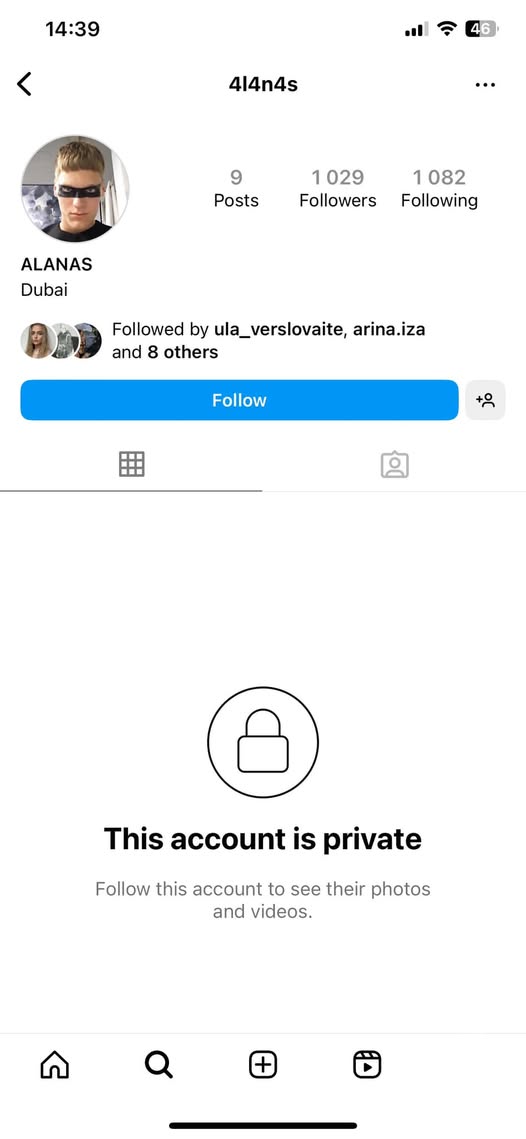 14:39
46
4l4n4s
9
1 029
1 082
Posts
Followers
Following
ALANAS
Dubai
Followed by ula_verslovaite, arina.iza
and 8 others
Follow
This account is private
Follow this account to see their photos
and videos.